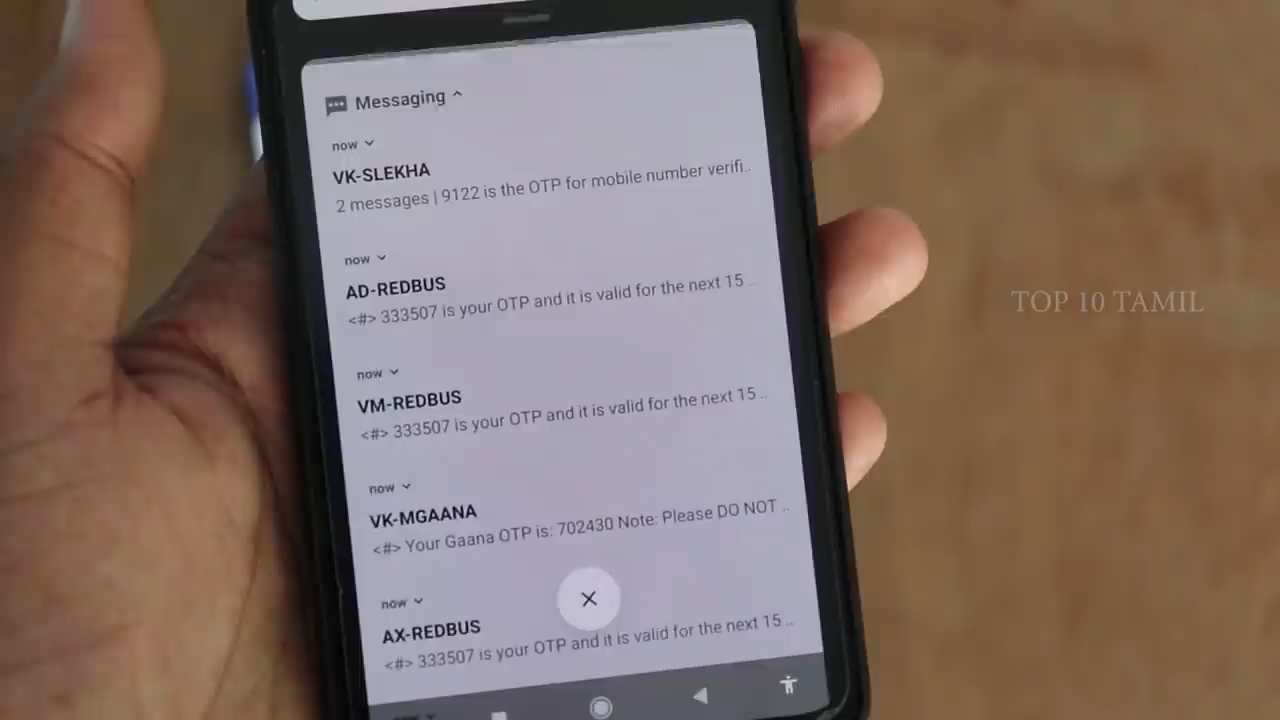 Messaging
now
VK-SLEKHA
2 messages | 9122 is the OTP for mobile number verifi..
now
AD-REDBUS
<#> 333507 is your OTP and it is valid for the next 15 ..
now
VM-REDBUS
<#> 333507 is your OTP and it is valid for the next 15 ..
now
VK-MGAANA
<#> Your Gaana OTP is: 702430 Note: Please DO NOT ..
now
AX-REDBUS
<#> 333507 is your OTP and it is valid for the next 15 ..
TOP 10 TAMIL